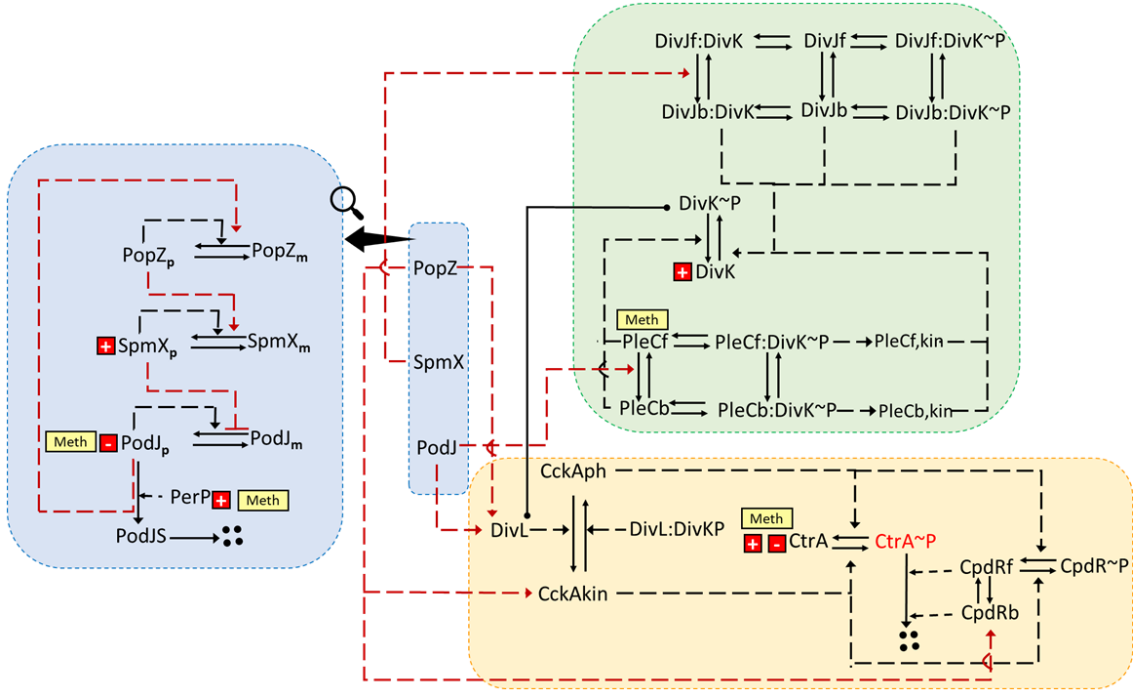 DivJf:DivK DivJf DivJf:DivK~P
DivJb:DivK DivJb DivJb:DivK~P
DivK~P
+ DivK
Meth
PleCf PleCf:DivK~P PleCf,kin
PleCb PleCb:DivK~P PleCb,kin
PopZp PopZm
+ SpmXp SpmXm
Meth - PodJp PodJm
PerP + Meth
PodJS
PopZ
SpmX
PodJ
CckAph
DivL DivL:DivKP
CckAkin
Meth
+ - CtrA CtrA~P
CpdRf CpdR~P
CpdRb